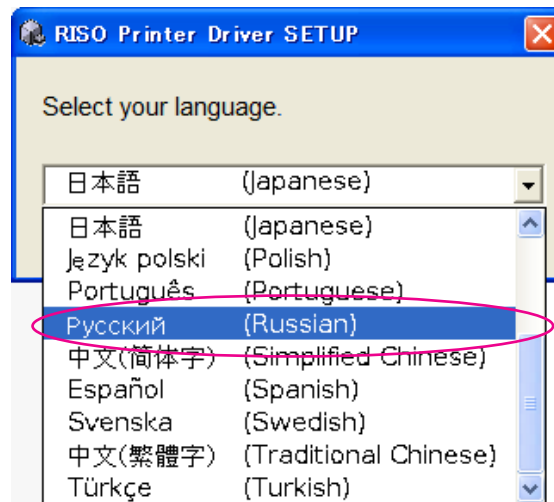 RISO Printer Driver SETUP
Select your language.
日本語 (Japanese)
日本語 (Japanese)
Język polski (Polish)
Português (Portuguese)
Русский (Russian)
中文(简体字) (Simplified Chinese)
Español (Spanish)
Svenska (Swedish)
中文(繁體字) (Traditional Chinese)
Türkçe (Turkish)